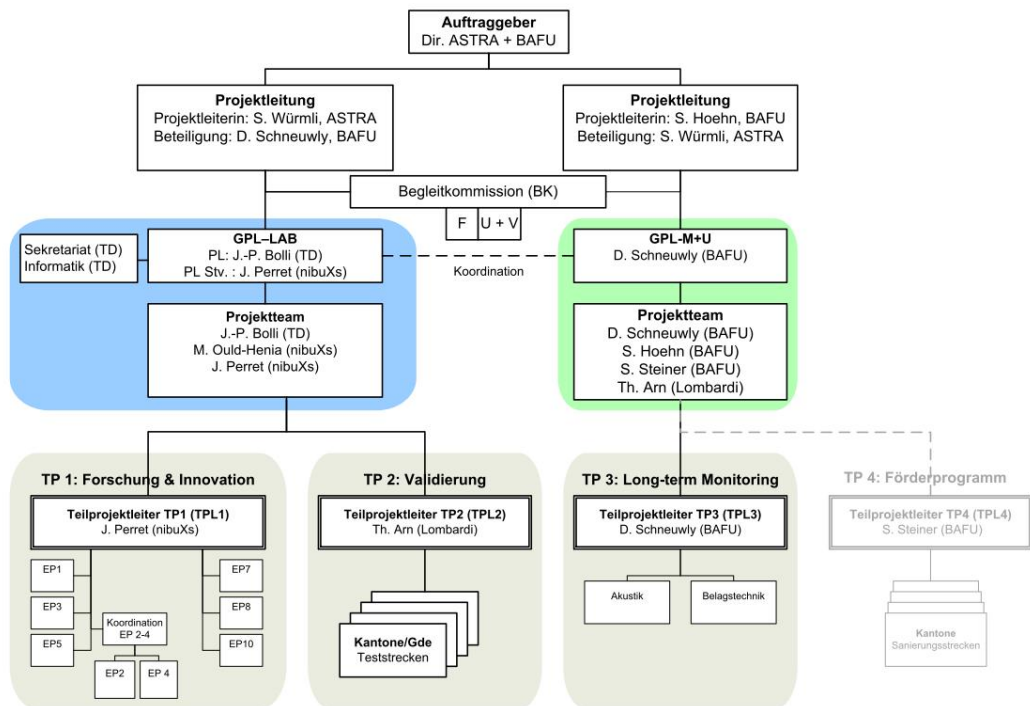 Auftraggeber
Dir. ASTRA + BAFU
Projektleitung
Projektleiterin: S. Würmli, ASTRA
Beteiligung: D. Schneuwly, BAFU
Projektleitung
Projektleiterin: S. Hoehn, BAFU
Beteiligung: S. Würmli, ASTRA
Begleitkommission (BK)
F
U + V
Sekretariat (TD)
Informatik (TD)
GPL–LAB
PL: J.-P. Bolli (TD)
PL Stv. : J. Perret (nibuXs)
Koordination
GPL-M+U
D. Schneuwly (BAFU)
Projektteam
J.-P. Bolli (TD)
M. Ould-Henia (nibuXs)
J. Perret (nibuXs)
Projektteam
D. Schneuwly (BAFU)
S. Hoehn (BAFU)
S. Steiner (BAFU)
Th. Arn (Lombardi)
TP 1: Forschung & Innovation
Teilprojektleiter TP1 (TPL1)
J. Perret (nibuXs)
EP1
EP3
EP5
Koordination
EP 2-4
EP2
EP 4
EP7
EP8
EP10
TP 2: Validierung
Teilprojektleiter TP2 (TPL2)
Th. Arn (Lombardi)
Kantone/Gde
Teststrecken
TP 3: Long-term Monitoring
Teilprojektleiter TP3 (TPL3)
D. Schneuwly (BAFU)
Akustik
Belagstechnik
TP 4: Förderprogramm
Teilprojektleiter TP4 (TPL4)
S. Steiner (BAFU)
Kantone
Sanierungsstrecken